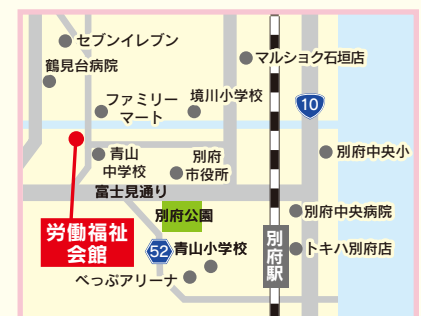 セブンイレブン
鶴見台病院
マルショク石垣店
ファミリー
マート
境川小学校
10
青山
中学校
別府
市役所
別府中央小
富士見通り
別府公園
別府中央病院
労働福祉
会館
52
青山小学校
別府駅
トキハ別府店
べっぷアリーナ